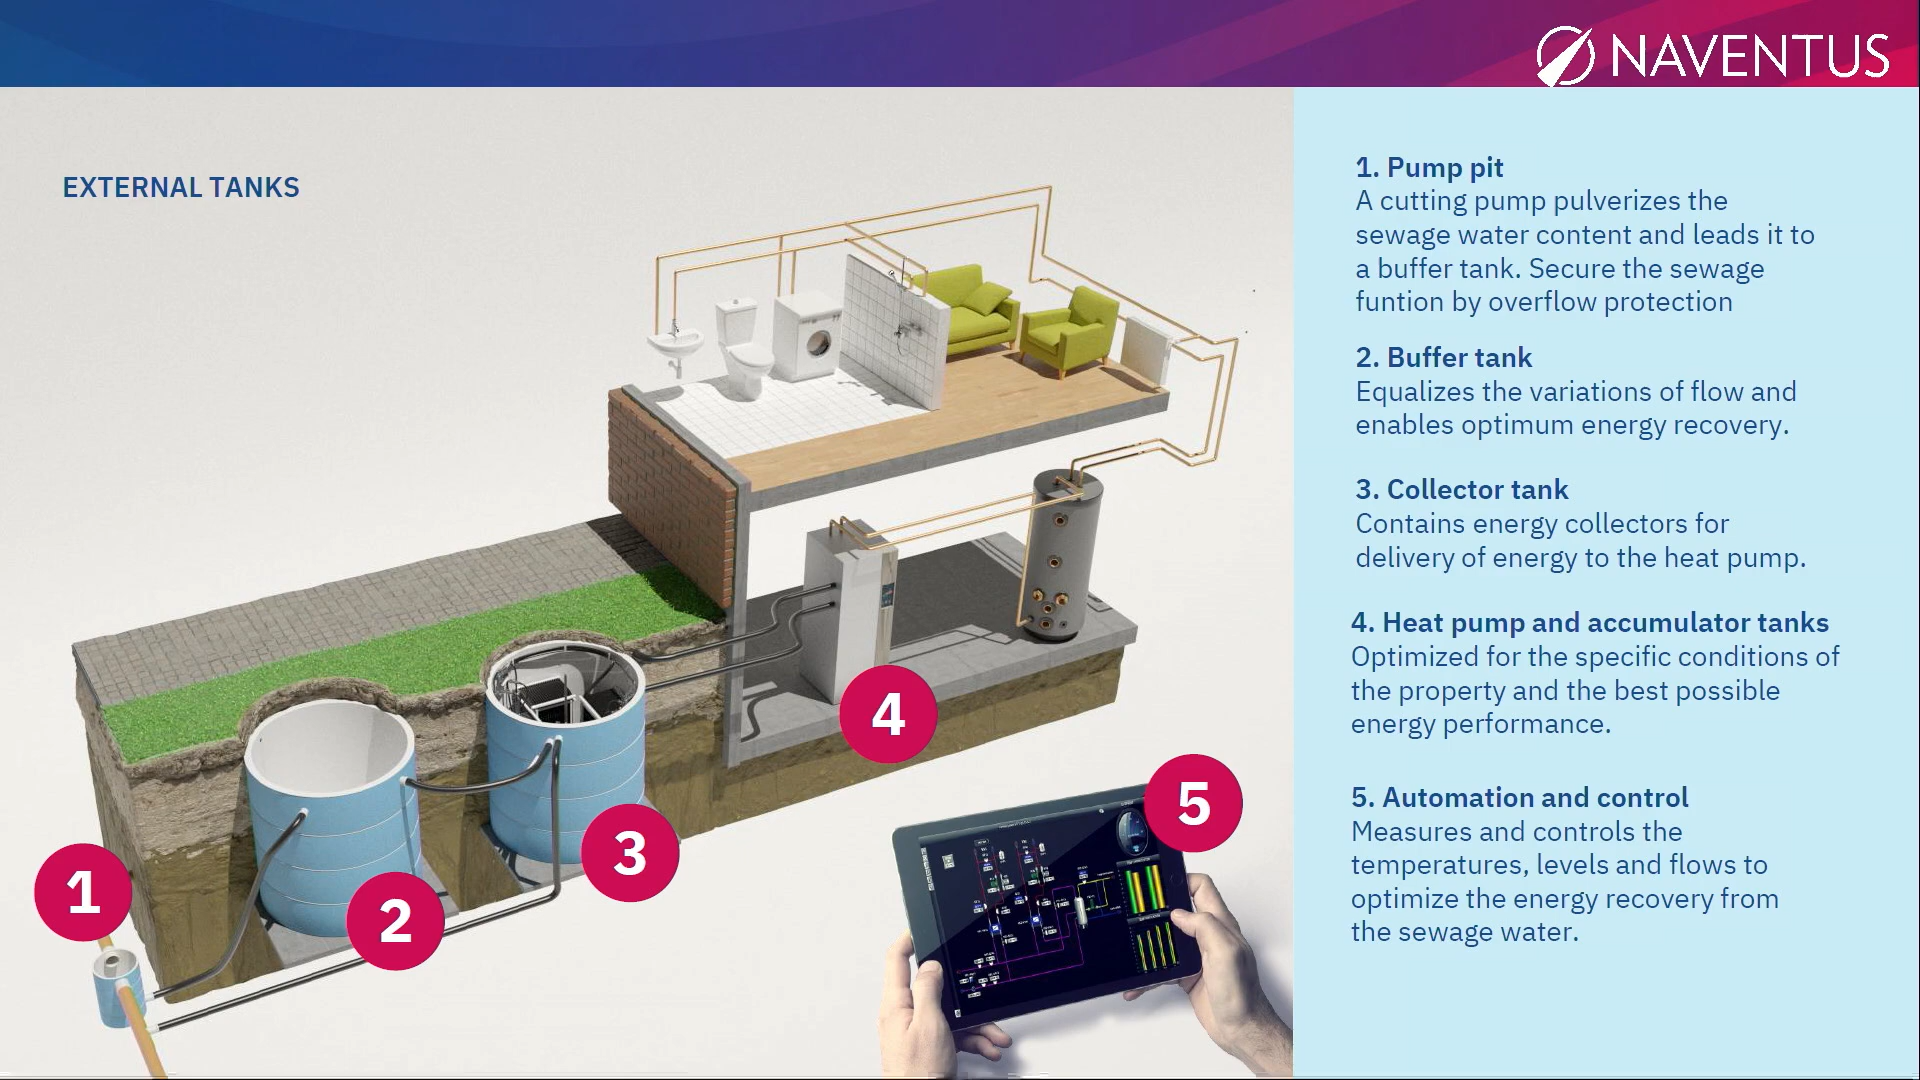 NAVENTUS
EXTERNAL TANKS
1. Pump pit
A cutting pump pulverizes the
sewage water content and leads it to
a buffer tank. Secure the sewage
funtion by overflow protection
2. Buffer tank
Equalizes the variations of flow and
enables optimum energy recovery.
3. Collector tank
Contains energy collectors for
delivery of energy to the heat pump.
4. Heat pump and accumulator tanks
Optimized for the specific conditions of
the property and the best possible
energy performance.
5. Automation and control
Measures and controls the
temperatures, levels and flows to
optimize the energy recovery from
the sewage water.
1
2
3
4
5